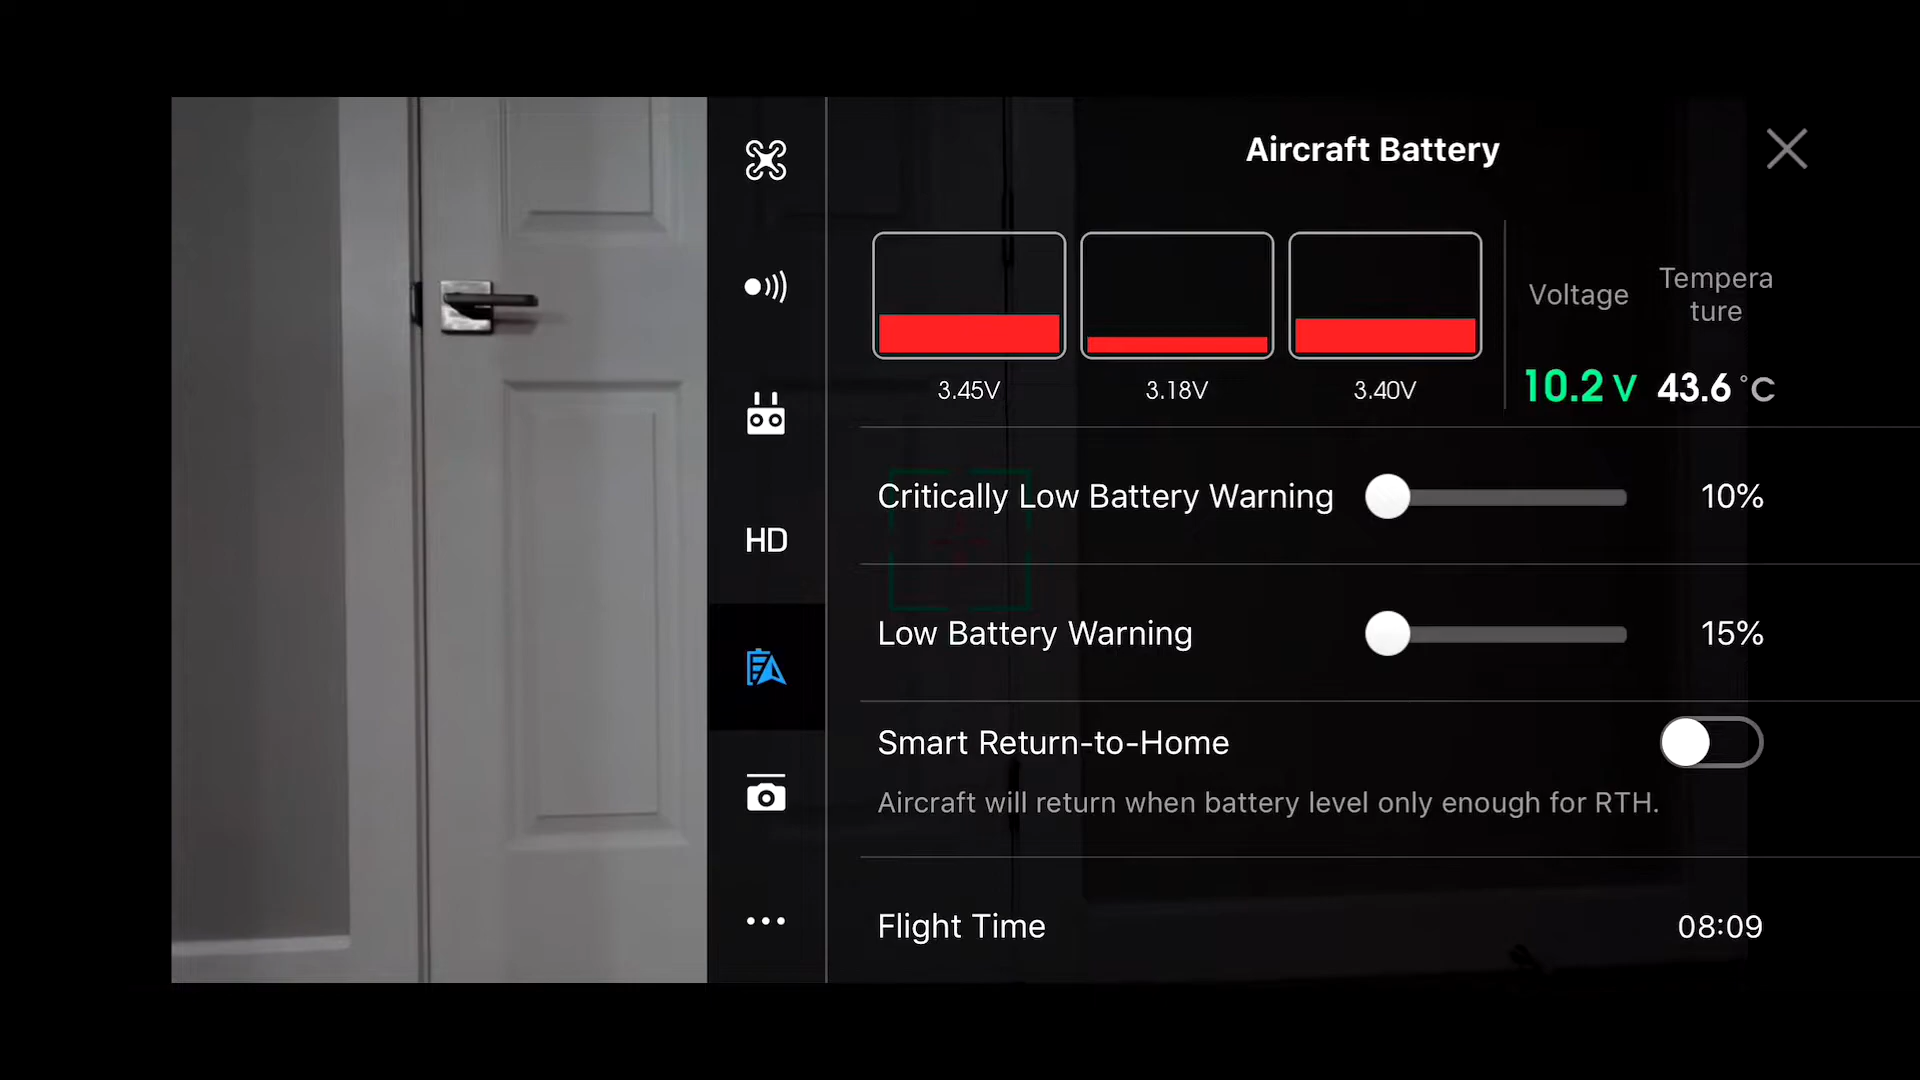 Aircraft Battery
3.45V
3.18V
3.40V
Voltage
Tempera
ture
10.2 V
43.6 °C
HD
Critically Low Battery Warning
10%
Low Battery Warning
15%
Smart Return-to-Home
Aircraft will return when battery level only enough for RTH.
Flight Time
08:09